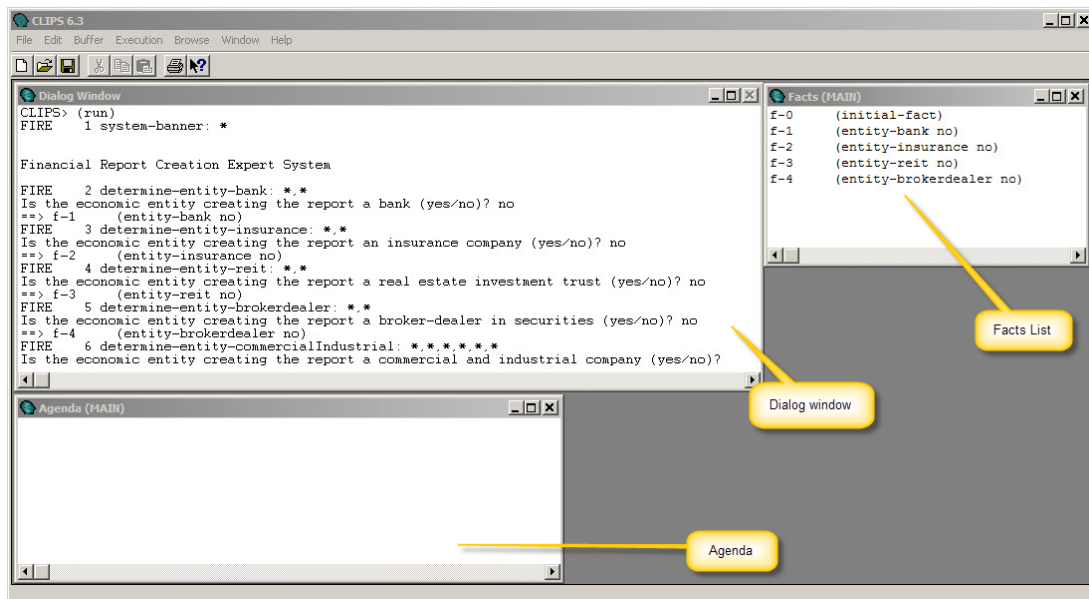 CLIPS 6.3
File Edit Buffer Execution Browse Window Help
Dialog Window
CLIPS> (run)
FIRE    1 system-banner: *
Financial Report Creation Expert System
FIRE    2 determine-entity-bank: *,*
Is the economic entity creating the report a bank (yes/no)? no
==> f-1     (entity-bank no)
FIRE    3 determine-entity-insurance: *,*
Is the economic entity creating the report an insurance company (yes/no)? no
==> f-2     (entity-insurance no)
FIRE    4 determine-entity-reit: *,*
Is the economic entity creating the report a real estate investment trust (yes/no)? no
==> f-3     (entity-reit no)
FIRE    5 determine-entity-brokerdealer: *,*
Is the economic entity creating the report a broker-dealer in securities (yes/no)? no
==> f-4     (entity-brokerdealer no)
FIRE    6 determine-entity-commercialIndustrial: *,*,*,*,*,*
Is the economic entity creating the report a commercial and industrial company (yes/no)?
Facts (MAIN)
f-0     (initial-fact)
f-1     (entity-bank no)
f-2     (entity-insurance no)
f-3     (entity-reit no)
f-4     (entity-brokerdealer no)
Facts List
Dialog window
Agenda (MAIN)
Agenda